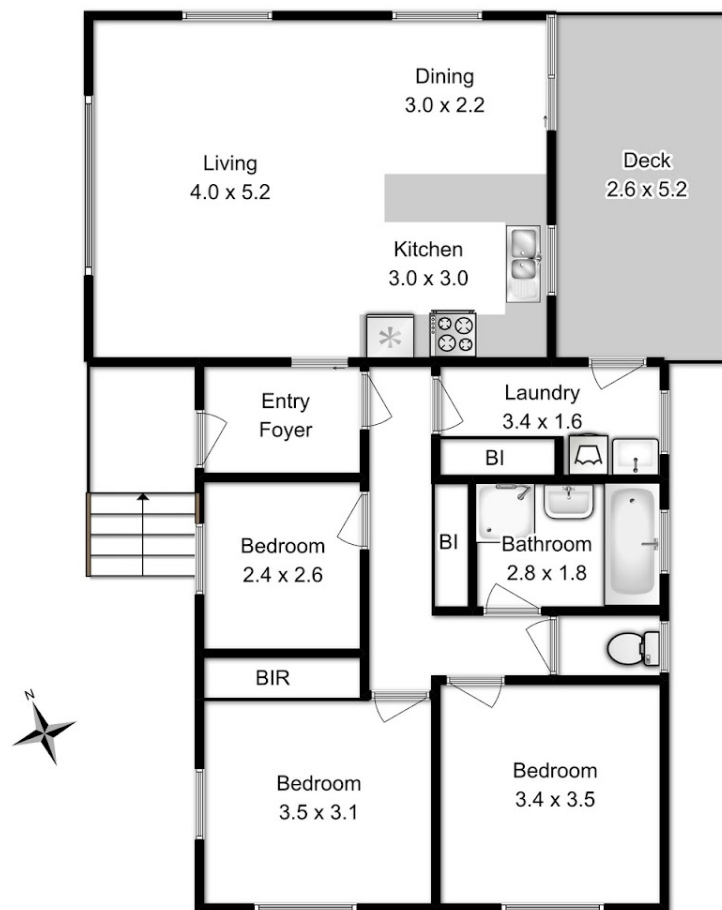 Dining
3.0 x 2.2
Living
4.0 x 5.2
Deck
2.6 x 5.2
Kitchen
3.0 x 3.0
Entry
Foyer
Laundry
3.4 x 1.6
BI
Bedroom
2.4 x 2.6
BI
Bathroom
2.8 x 1.8
BIR
N
Bedroom
3.5 x 3.1
Bedroom
3.4 x 3.5